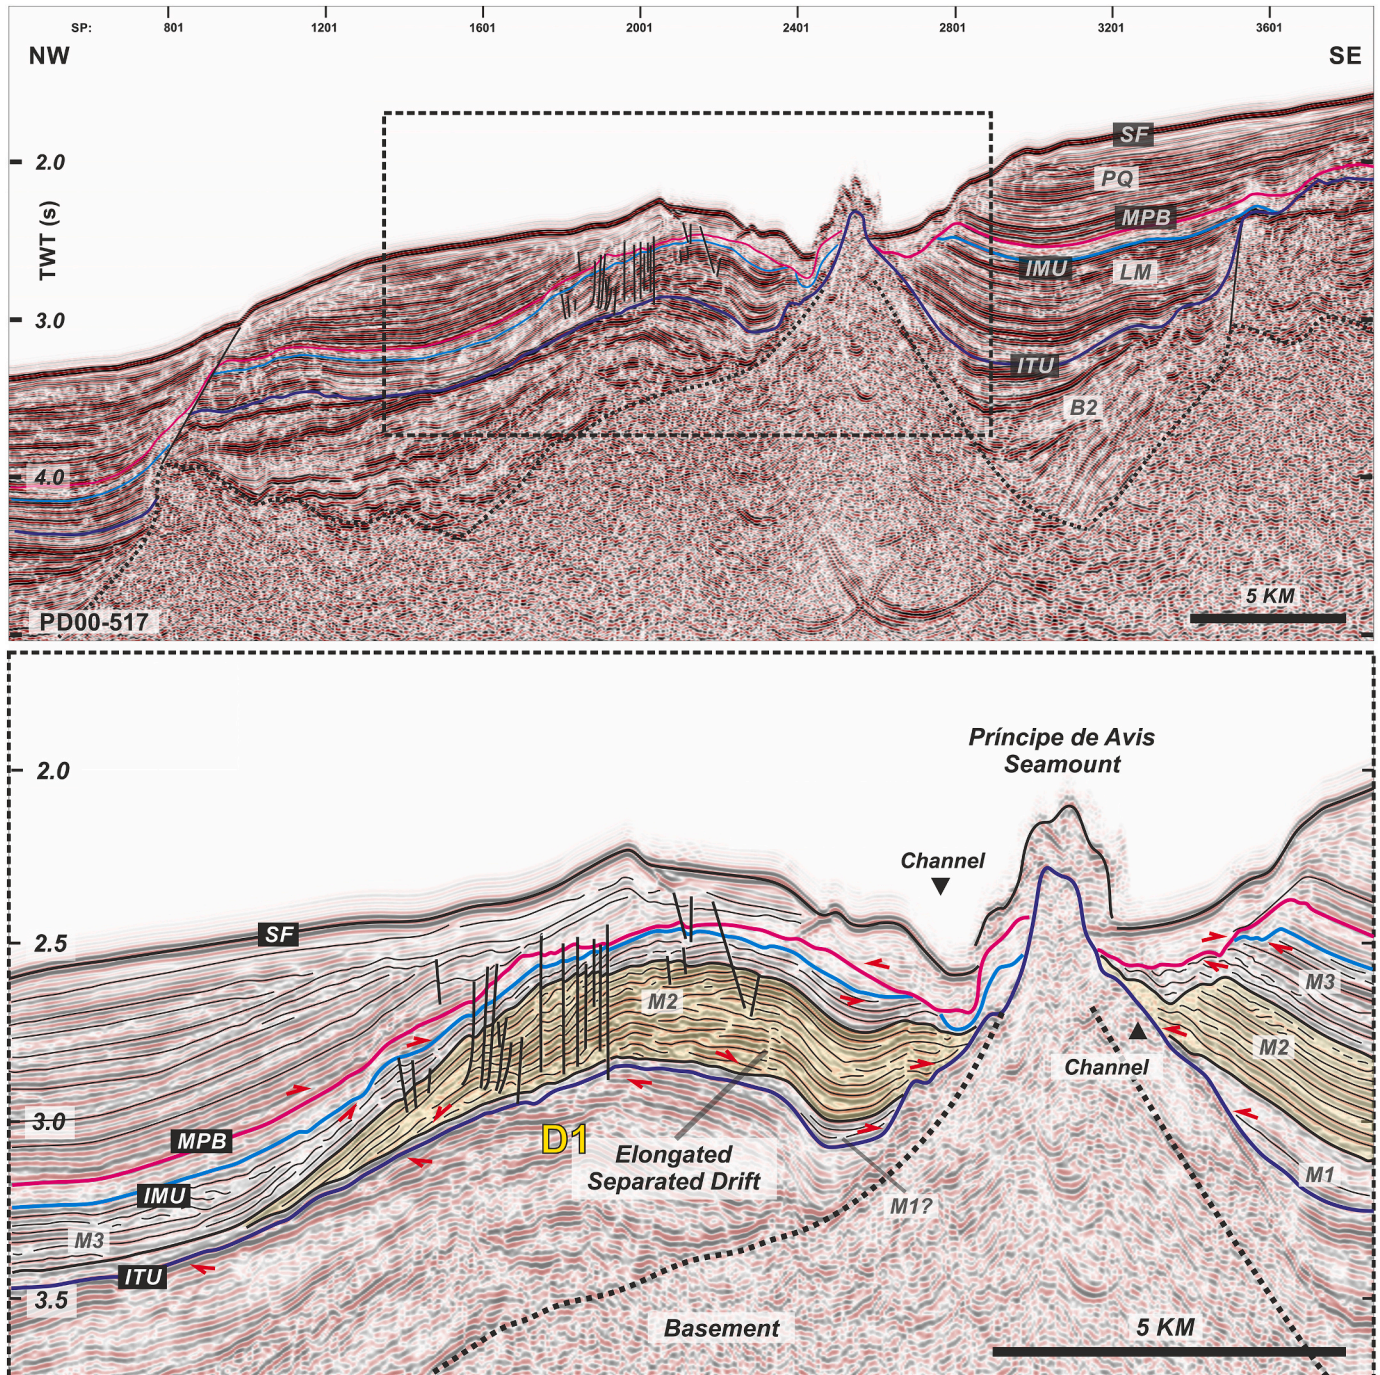 SP: 801 1201 1601 2001 2401 2801 3201 3601
NW SE
SF
2.0
PQ
TWT (s)
MPB
IMU LM
3.0
ITU
B2
4.0
5 KM
PD00-517
Príncipe de Avis
Seamount
2.0
Channel
SF
2.5
M3
M2
M2
Channel
3.0
MPB
D1
Elongated
Separated Drift
M1
IMU
M1?
M3
ITU
3.5
Basement
5 KM